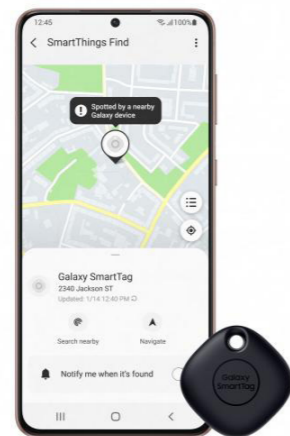 12:45
100%
SmartThings Find
Spotted by a nearby
Galaxy device
Galaxy SmartTag
2340 Jackson ST
Updated: 1/14 12:40 PM
Search nearby
Navigate
Notify me when it's found
Galaxy
SmartTag